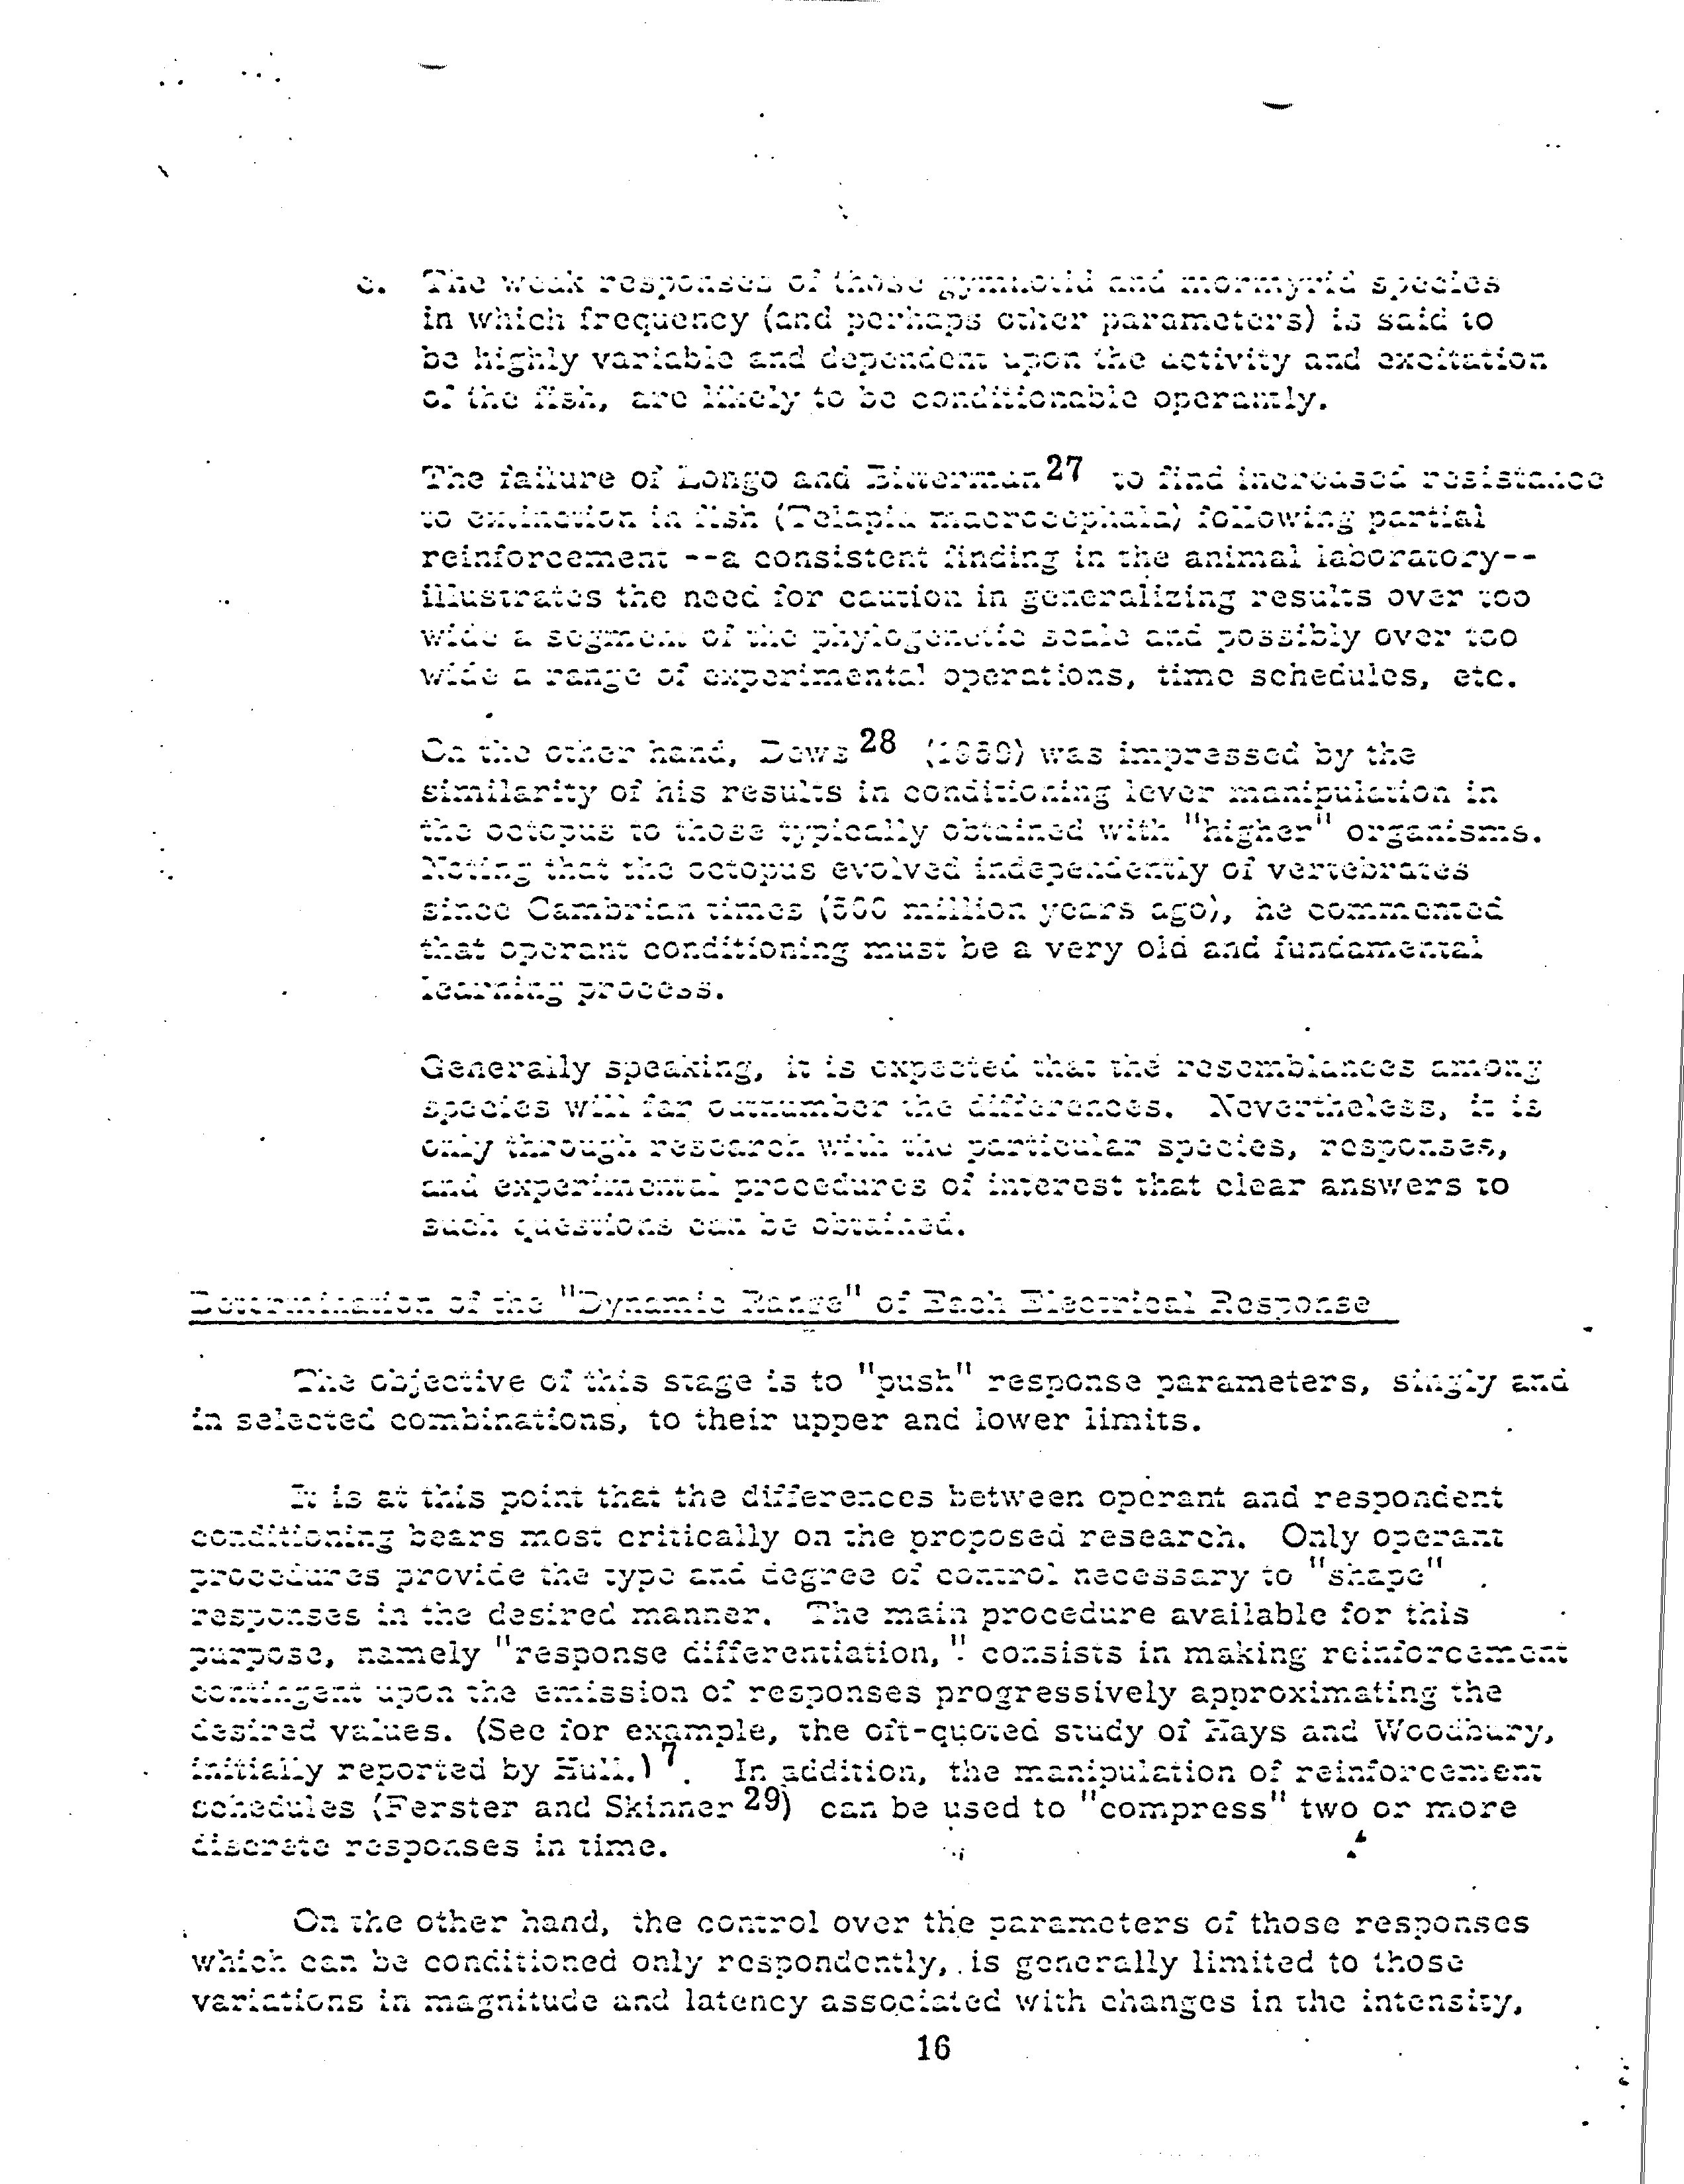 c. The weak responses of those gymnotid and mormyrid species
in which frequency (and perhaps other parameters) is said to
be highly variable and dependent upon the activity and excitation
of the fish, are likely to be conditionable operantly.
The failure of Longo and Bitterman 27 to find increased resistance
to extinction in fish (Telapia macrocephala) following partial
reinforcement --a consistent finding in the animal laboratory--
illustrates the need for caution in generalizing results over too
wide a segment of the phylogenetic scale and possibly over too
wide a range of experimental operations, time schedules, etc.
On the other hand, Dews 28 (1959) was impressed by the
similarity of his results in conditioning lever manipulation in
the octopus to those typically obtained with "higher" organisms.
Noting that the octopus evolved independently of vertebrates
since Cambrian times (500 million years ago), he commented
that operant conditioning must be a very old and fundamental
learning process.
Generally speaking, it is expected that the resemblances among
species will far outnumber the differences. Nevertheless, it is
only through research with the particular species, responses,
and experimental procedures of interest that clear answers to
such questions can be obtained.
Determination of the "Dynamic Range" of Each Electrical Response
The objective of this stage is to "push" response parameters, singly and
in selected combinations, to their upper and lower limits.
It is at this point that the differences between operant and respondent
conditioning bears most critically on the proposed research. Only operant
procedures provide the type and degree of control necessary to "shape"
responses in the desired manner. The main procedure available for this
purpose, namely "response differentiation," consists in making reinforcement
contingent upon the emission of responses progressively approximating the
desired values. (See for example, the oft-quoted study of Hays and Woodbury,
initially reported by Hull.) 7. In addition, the manipulation of reinforcement
schedules (Ferster and Skinner 29) can be used to "compress" two or more
discrete responses in time.
On the other hand, the control over the parameters of those responses
which can be conditioned only respondently, is generally limited to those
variations in magnitude and latency associated with changes in the intensity,
16